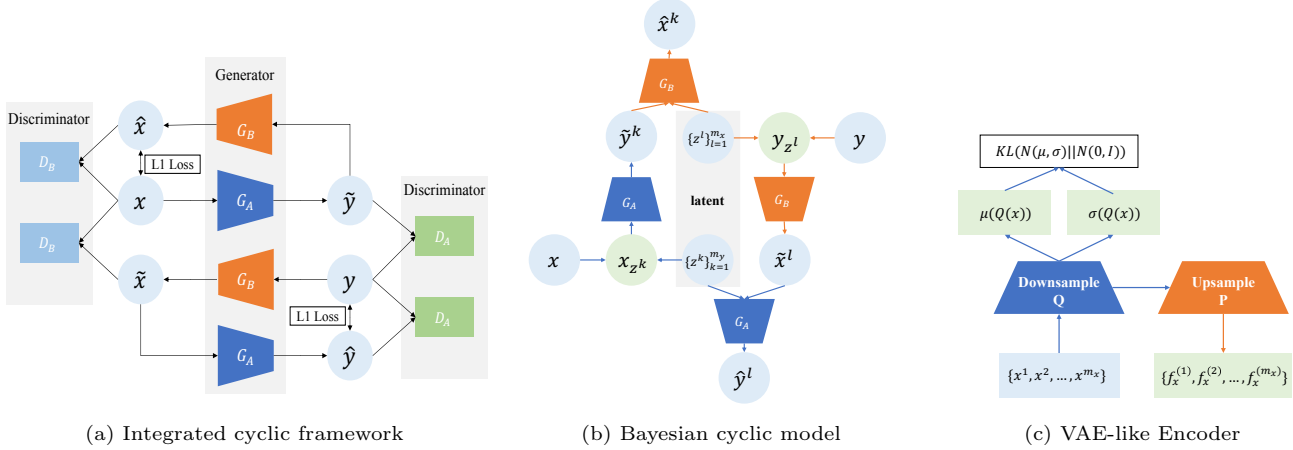 Generator
Discriminator
x̂
G_B
D_B
L1 Loss
x
G_A
ỹ
Discriminator
D_B
D_A
x̃
G_B
y
L1 Loss
D_A
G_A
ŷ
(a) Integrated cyclic framework
x̂^k
G_B
ỹ^k
{z^l}_{l=1}^{m_x}
y_{z^l}
y
G_A
latent
G_B
x
x_{z^k}
{z^k}_{k=1}^{m_y}
x̃^l
G_A
ŷ^l
(b) Bayesian cyclic model
KL(N(μ,σ)||N(0,I))
μ(Q(x))
σ(Q(x))
Downsample
Q
Upsample
P
{x^1, x^2, …, x^{m_x}}
{f_x^{(1)}, f_x^{(2)}, …, f_x^{(m_x)}}
(c) VAE-like Encoder